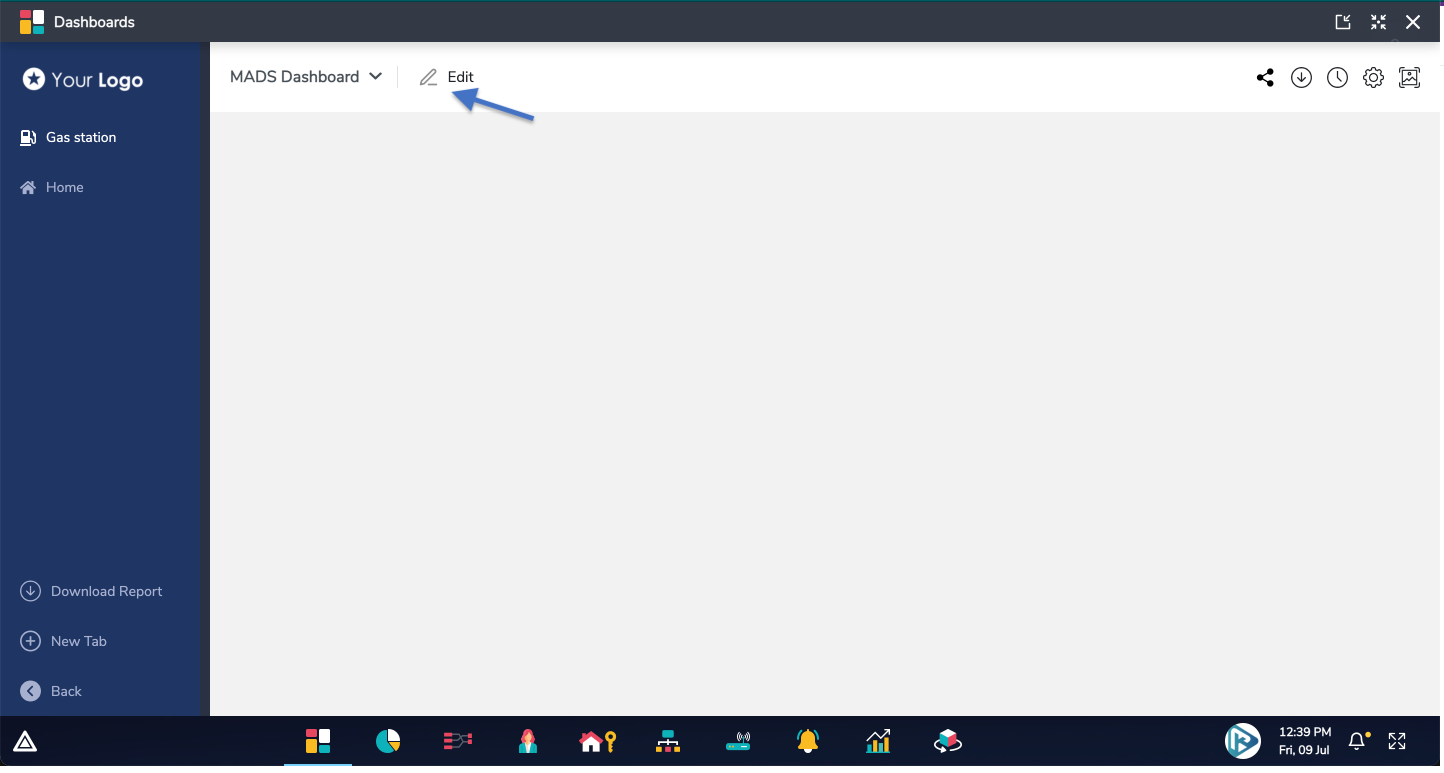 Dashboards
Your Logo
MADS Dashboard
Edit
Gas station
Home
Download Report
New Tab
Back
12:39 PM
Fri, 09 Jul